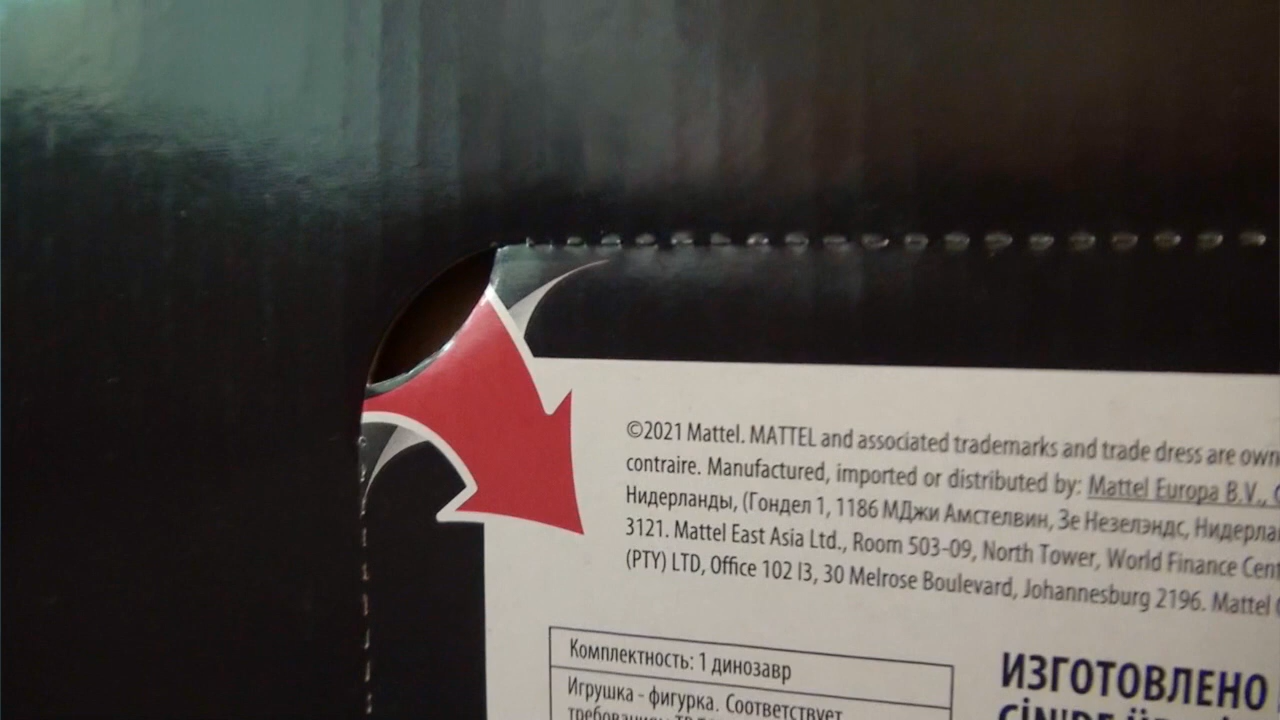 ©2021 Mattel. MATTEL and associated trademarks and trade dress are own
contraire. Manufactured, imported or distributed by: Mattel Europa B.V.,
Нидерланды, (Гондел 1, 1186 МДжи Амстелвин, Зе Незелэндс, Нидерла
3121. Mattel East Asia Ltd., Room 503-09, North Tower, World Finance Cent
(PTY) LTD, Office 102 I3, 30 Melrose Boulevard, Johannesburg 2196. Mattel
Комплектность: 1 динозавр
Игрушка - фигурка. Соответствует
ИЗГОТОВЛЕНО